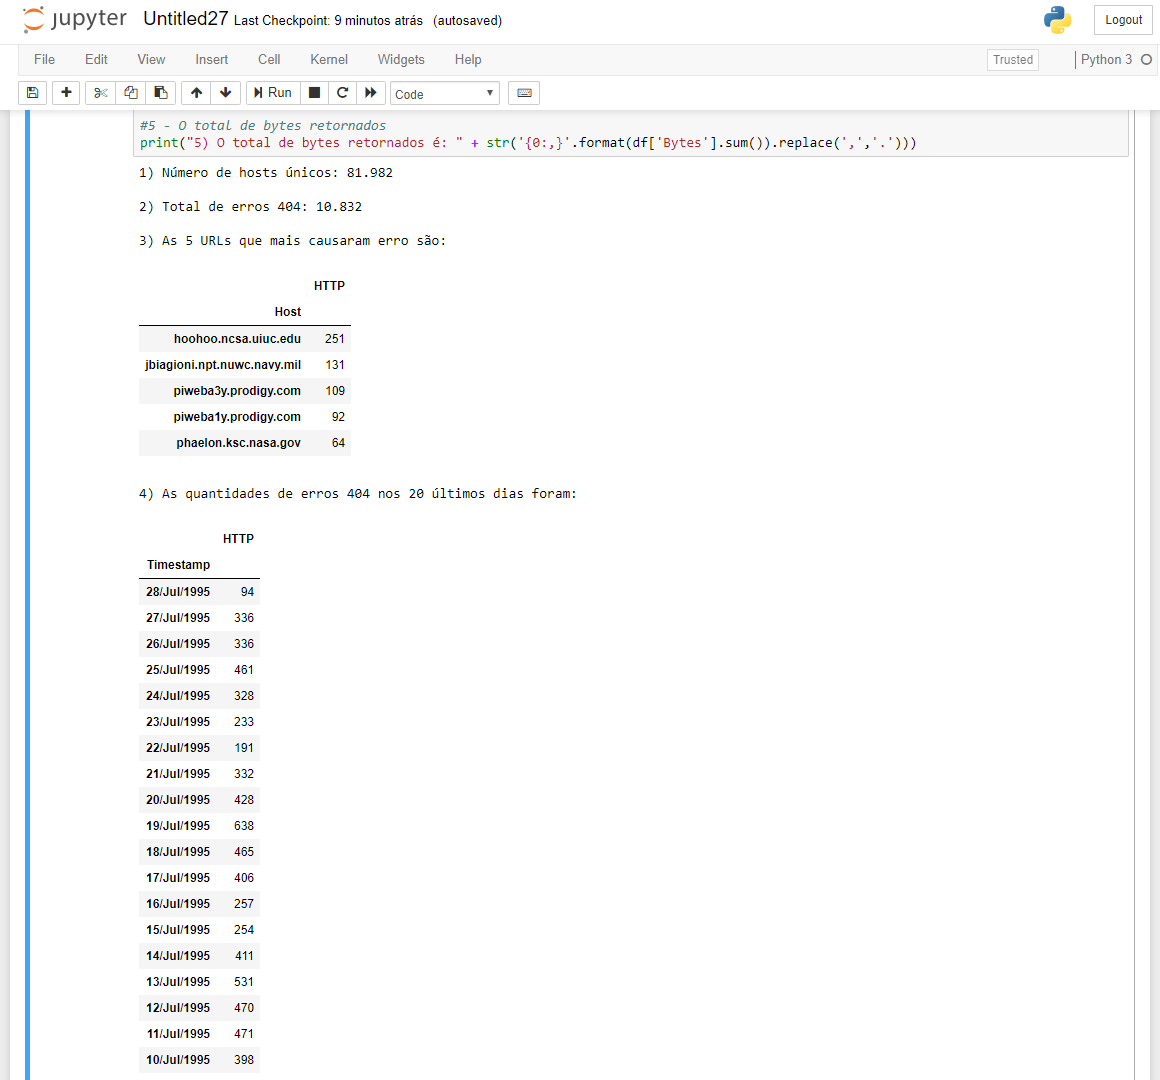 jupyter Untitled27 Last Checkpoint: 9 minutos atrás (autosaved) Logout
File Edit View Insert Cell Kernel Widgets Help Trusted Python 3
Run Code
#5 - O total de bytes retornados
print("5) O total de bytes retornados é: " + str('{0:,}'.format(df['Bytes'].sum()).replace(',','.')))
1) Número de hosts únicos: 81.982
2) Total de erros 404: 10.832
3) As 5 URLs que mais causaram erro são:
HTTP
Host
hoohoo.ncsa.uiuc.edu 251
jbiagioni.npt.nuwc.navy.mil 131
piweba3y.prodigy.com 109
piweba1y.prodigy.com 92
phaelon.ksc.nasa.gov 64
4) As quantidades de erros 404 nos 20 últimos dias foram:
HTTP
Timestamp
28/Jul/1995 94
27/Jul/1995 336
26/Jul/1995 336
25/Jul/1995 461
24/Jul/1995 328
23/Jul/1995 233
22/Jul/1995 191
21/Jul/1995 332
20/Jul/1995 428
19/Jul/1995 638
18/Jul/1995 465
17/Jul/1995 406
16/Jul/1995 257
15/Jul/1995 254
14/Jul/1995 411
13/Jul/1995 531
12/Jul/1995 470
11/Jul/1995 471
10/Jul/1995 398